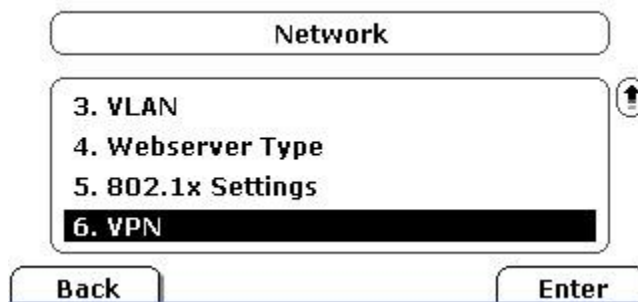 Network
3. VLAN
4. Webserver Type
5. 802.1x Settings
6. VPN
Back
Enter